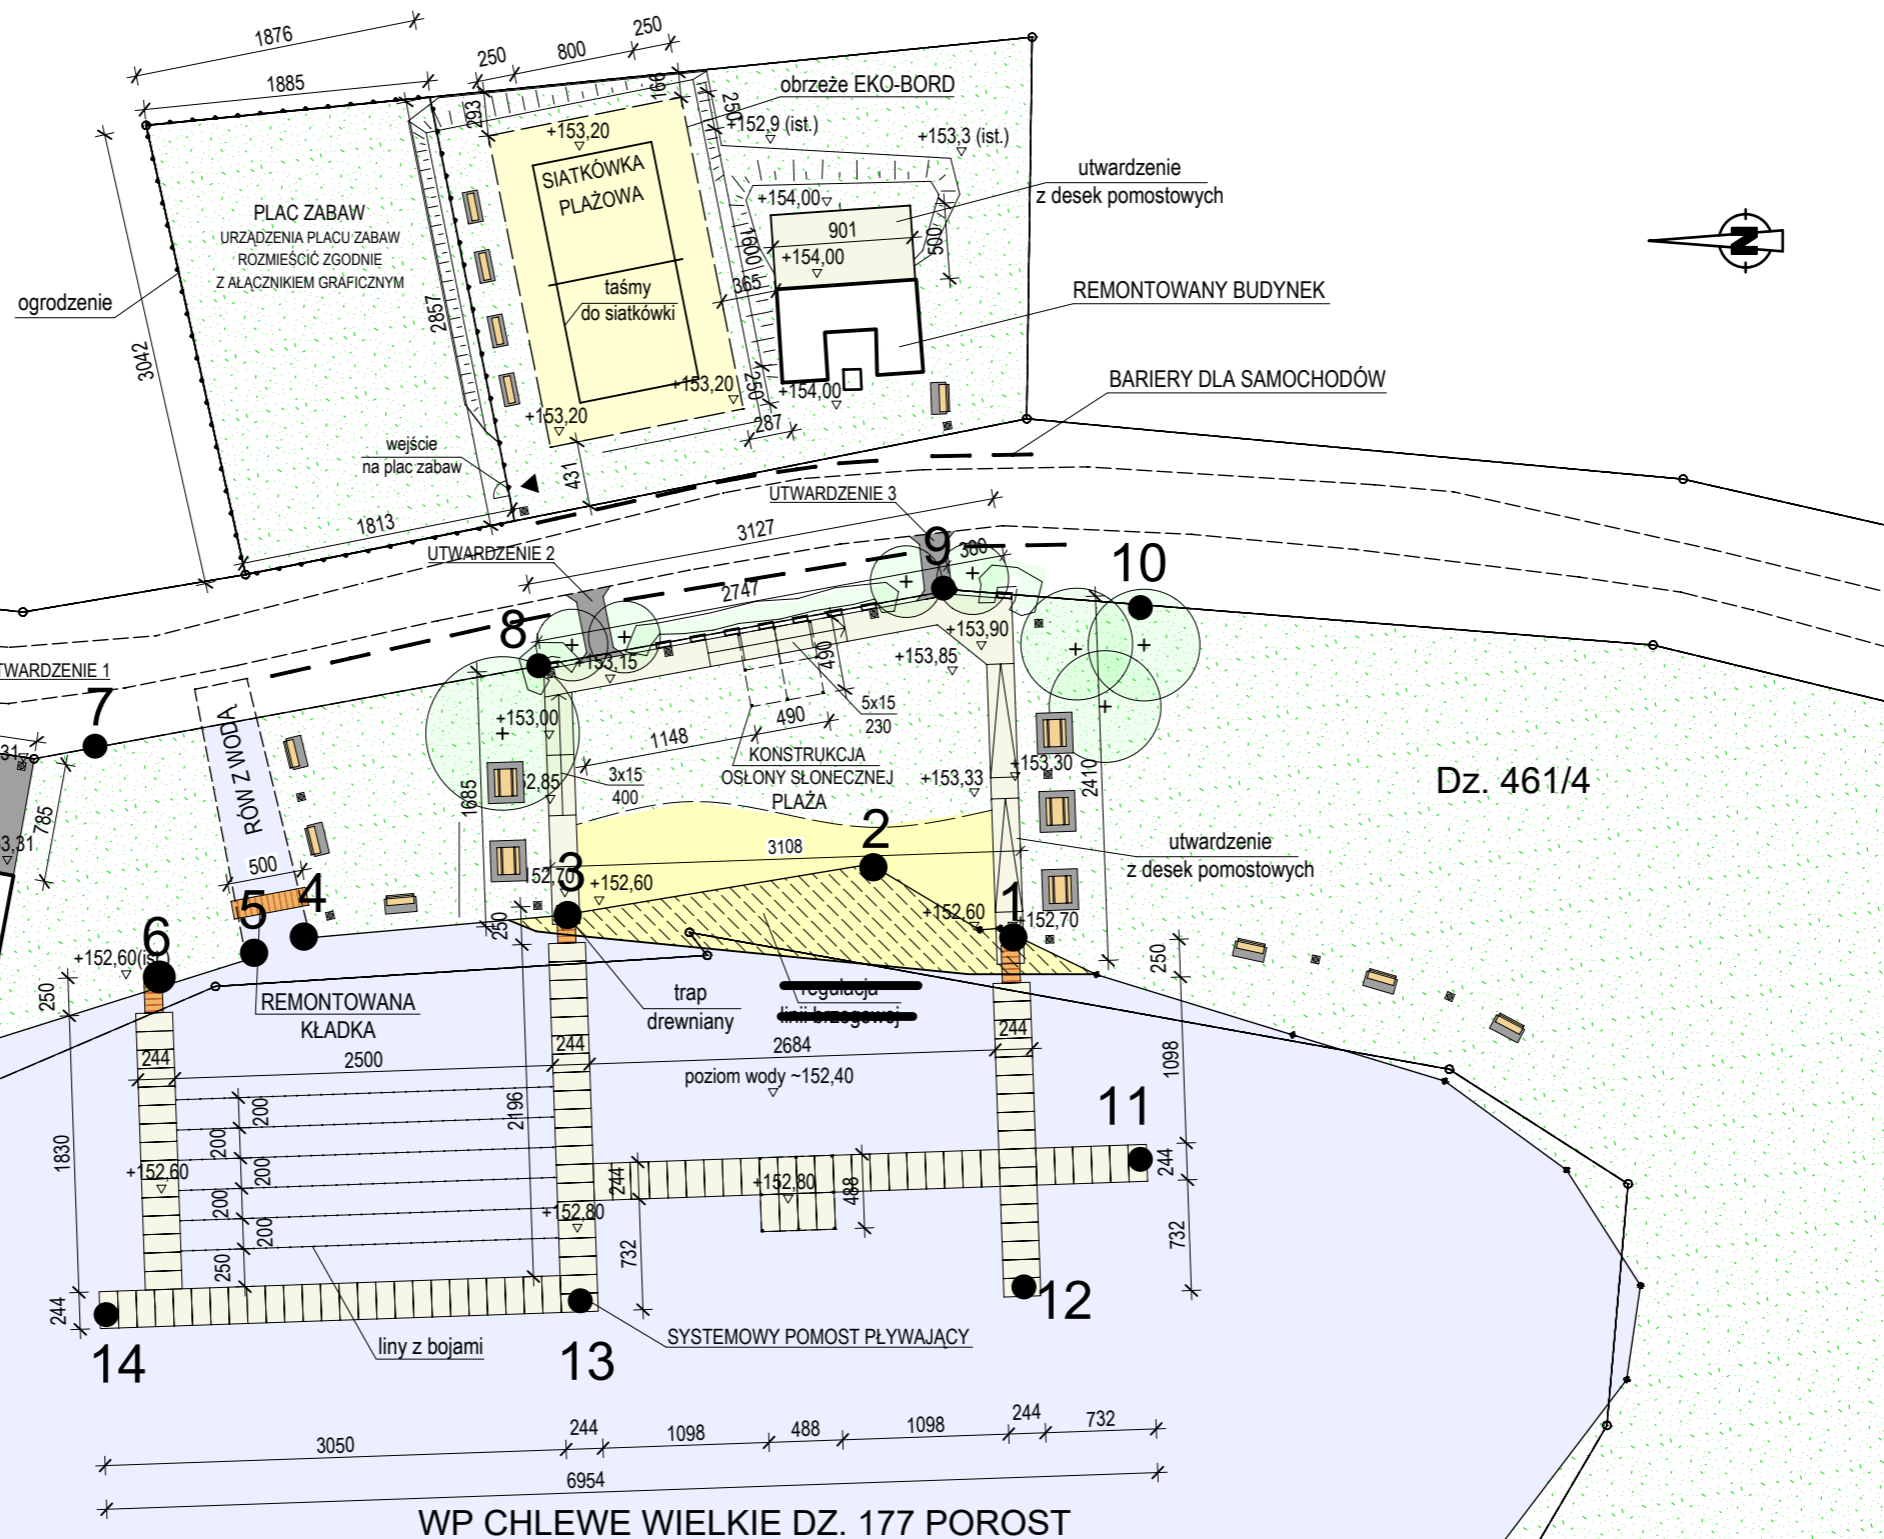 1876
250
800
250
1885
293
166
250
obrzeże EKO-BORD
+152,9 (ist.)
+153,3 (ist.)
+153,20
SIATKÓWKA
PLAŻOWA
utwardzenie
z desek pomostowych
PLAC ZABAW
URZĄDZENIA PLACU ZABAW
ROZMIEŚCIĆ ZGODNIE
Z AŁĄCZNIKIEM GRAFICZNYM
+154,00
901
+154,00
1600
500
N
ogrodzenie
3042
2857
taśmy
do siatkówki
365
REMONTOWANY BUDYNEK
+153,20
+153,20
250
+154,00
287
BARIERY DLA SAMOCHODÓW
wejście
na plac zabaw
431
1813
UTWARDZENIE 3
UTWARDZENIE 2
3127
9
380
10
2747
8
+153,15
+153,90
+153,85
490
TWARDZENIE 1
7
RÓW Z WODĄ
+153,00
5x15
230
490
1148
KONSTRUKCJA
OSŁONY SŁONECZNEJ
PLAŻA
31
785
3,31
1685
52,85
3x15
400
+153,33
+153,30
2410
Dz. 461/4
500
3108
2
utwardzenie
z desek pomostowych
152,70
3
+152,60
+152,60
1
+152,70
4
5
6
+152,60(ist.)
250
250
250
REMONTOWANA
KŁADKA
trap
drewniany
regulacja
linii brzegowej
244
2500
244
2684
244
poziom wody ~152,40
1098
1830
2196
200
200
200
200
200
250
11
+152,60
244
+152,80
488
244
+152,80
732
732
244
12
14
liny z bojami
13
SYSTEMOWY POMOST PŁYWAJĄCY
3050
244
1098
488
1098
244
732
6954
WP CHLEWE WIELKIE DZ. 177 POROST